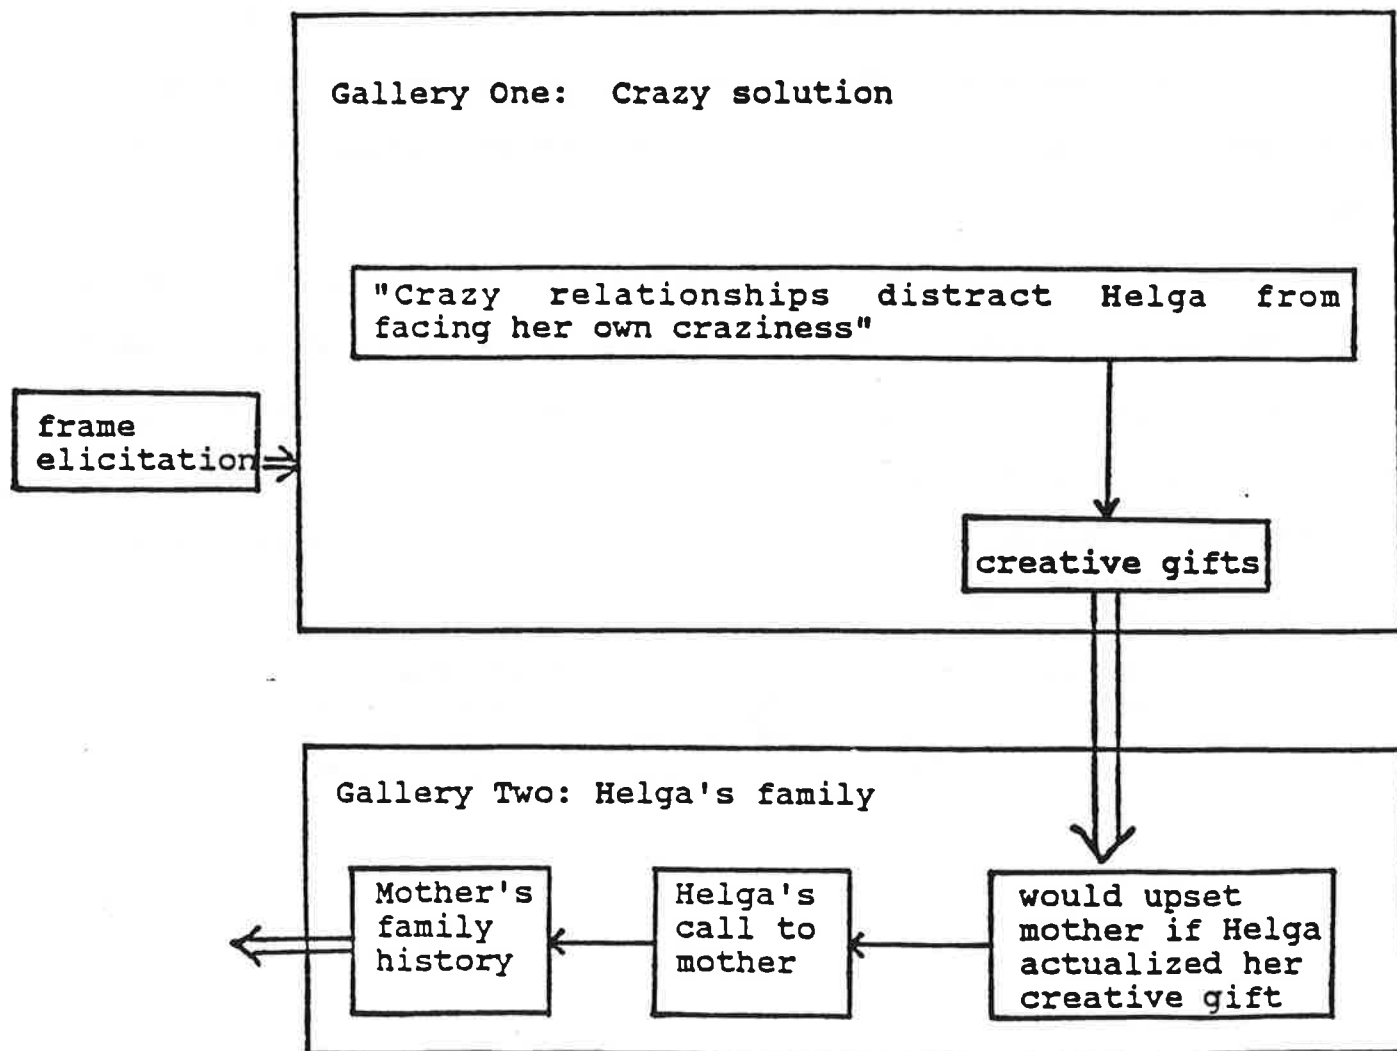 Gallery One: Crazy solution
"Crazy relationships distract Helga from
facing her own craziness"
frame
elicitation
creative gifts
Gallery Two: Helga's family
Mother's
family
history
Helga's
call to
mother
would upset
mother if Helga
actualized her
creative gift